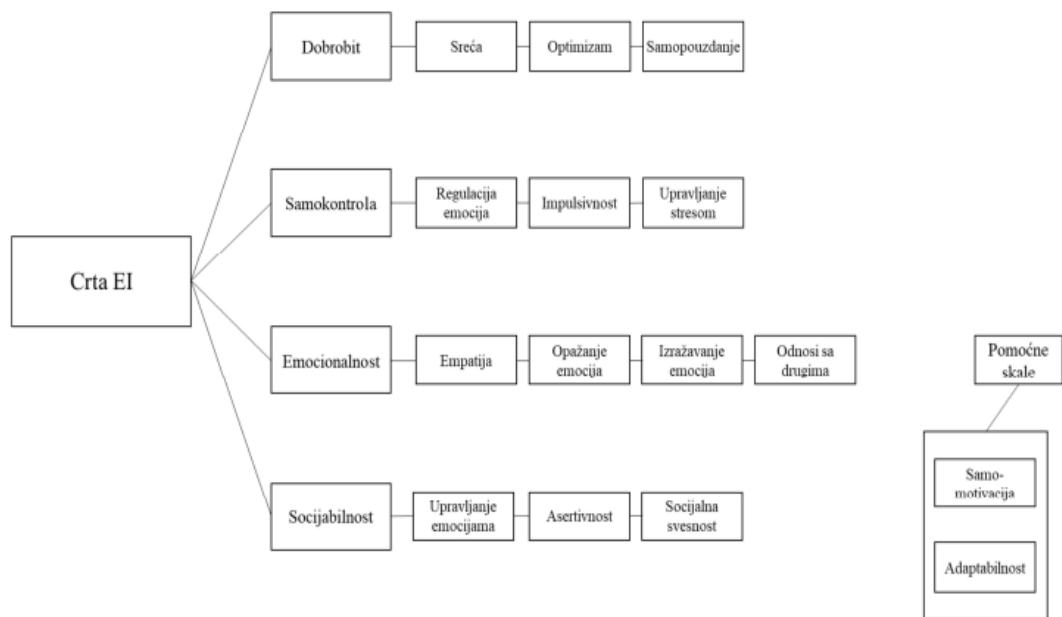 Dobrobit
Sreća
Optimizam
Samopouzdanje
Samokontrola
Regulacija
emocija
Impulsivnost
Upravljanje
stresom
Crta EI
Emocionalnost
Empatija
Opažanje
emocija
Izražavanje
emocija
Odnosi sa
drugima
Pomoćne
skale
Samo-
motivacija
Adaptabilnost
Socijabilnost
Upravljanje
emocijama
Asertivnost
Socijalna
svesnost